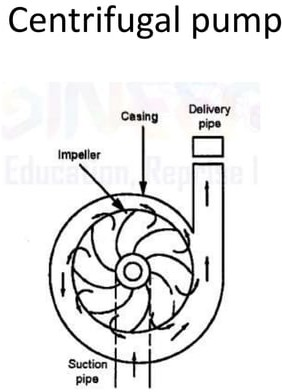 Centrifugal pump
Delivery
pipe
Casing
Impeller
Suction
pipe